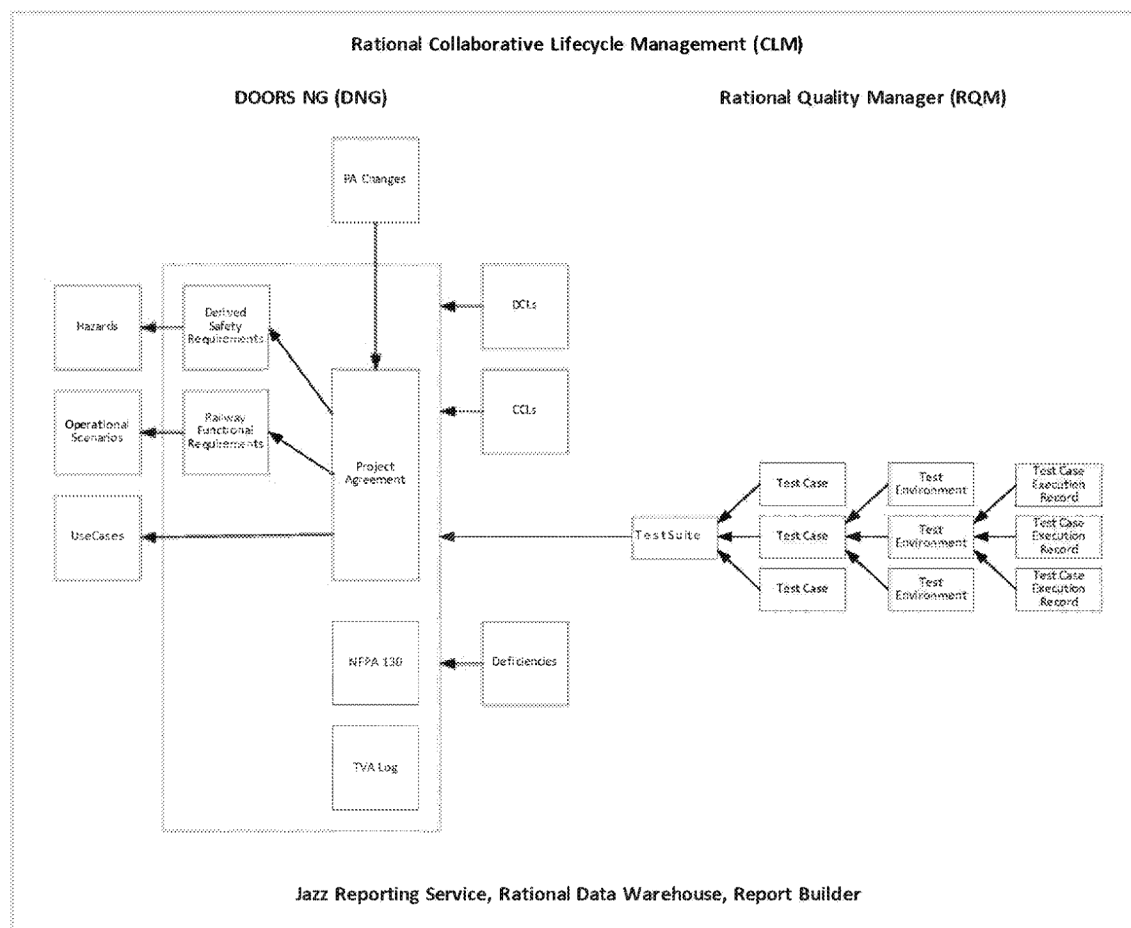 Rational Collaborative Lifecycle Management (CLM)
DOORS NG (DNG)
Rational Quality Manager (RQM)
PA Changes
Hazards
Derived
Safety
Requirements
DCLs
Operational
Scenarios
Railway
Functional
Requirements
CCLs
Project
Agreement
UseCases
TestSuite
Test Case
Test
Environment
Test Case
Execution
Record
Test Case
Test
Environment
Test Case
Execution
Record
Test Case
Test
Environment
Test Case
Execution
Record
NFPA 130
Deficiencies
TVA Log
Jazz Reporting Service, Rational Data Warehouse, Report Builder